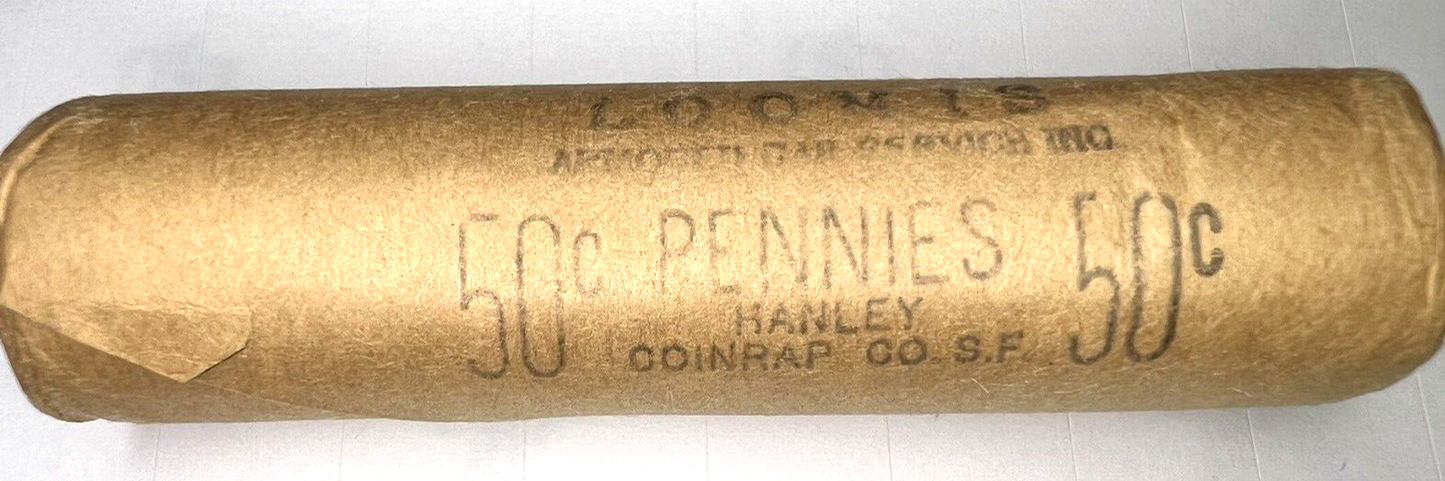 LOOMIS
ARMORED CAR SERVICE INC.
50c PENNIES 50c
HANLEY
COINRAP CO. S.F.